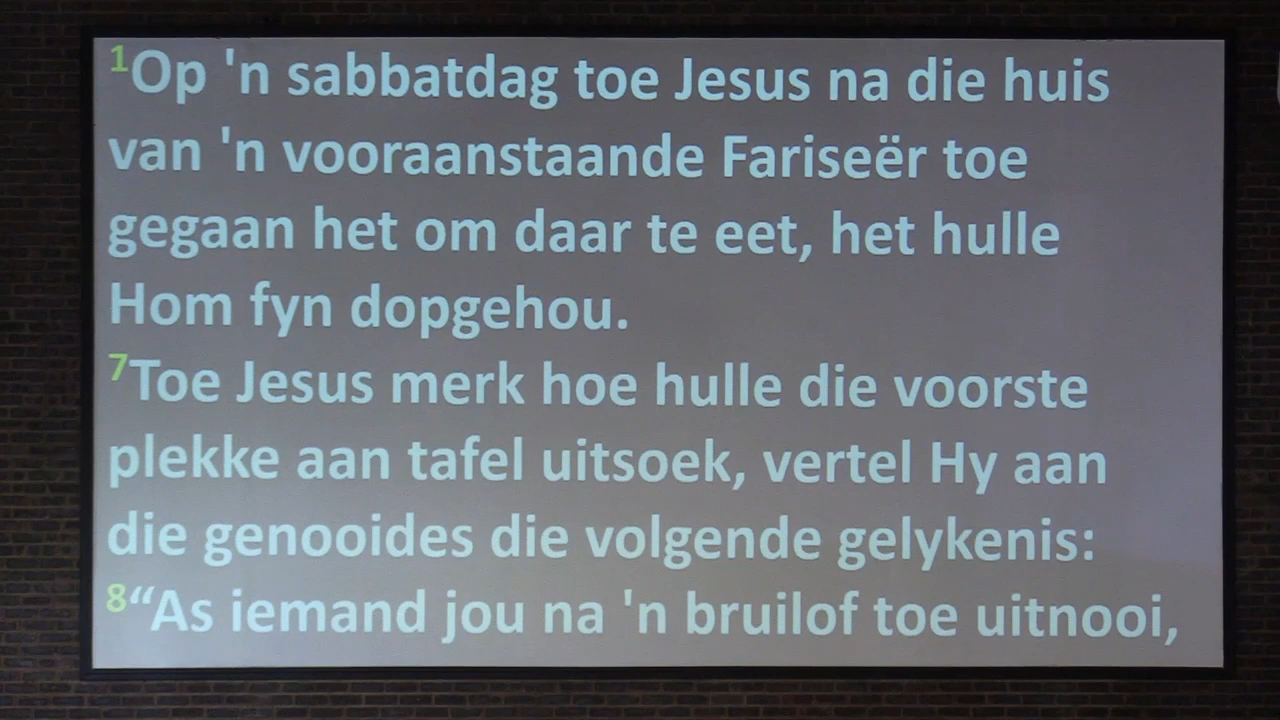 1Op 'n sabbatdag toe Jesus na die huis
van 'n vooraanstaande Fariseër toe
gegaan het om daar te eet, het hulle
Hom fyn dopgehou.
7Toe Jesus merk hoe hulle die voorste
plekke aan tafel uitsoek, vertel Hy aan
die genooides die volgende gelykenis:
8“As iemand jou na 'n bruilof toe uitnooi,